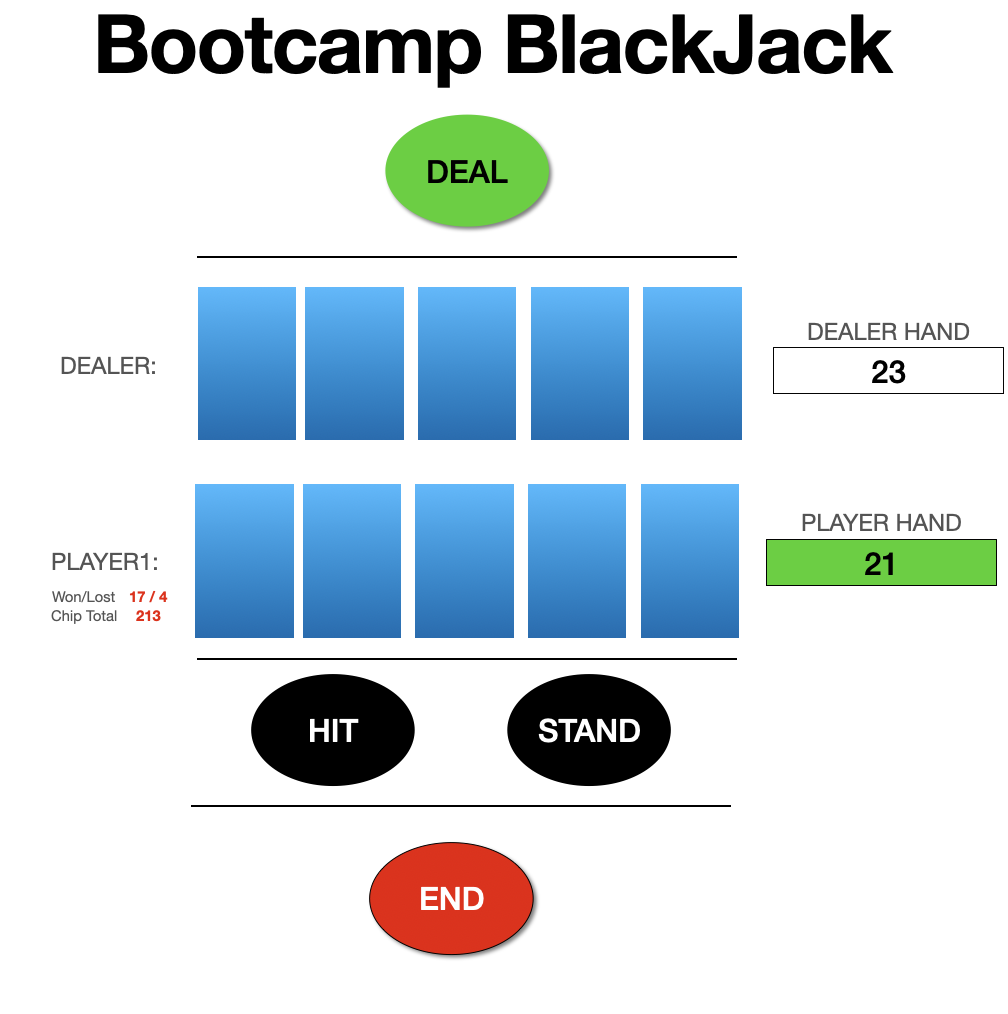 Bootcamp BlackJack
DEAL
DEALER:
DEALER HAND
23
PLAYER1:
Won/Lost 17 / 4
Chip Total 213
PLAYER HAND
21
HIT
STAND
END